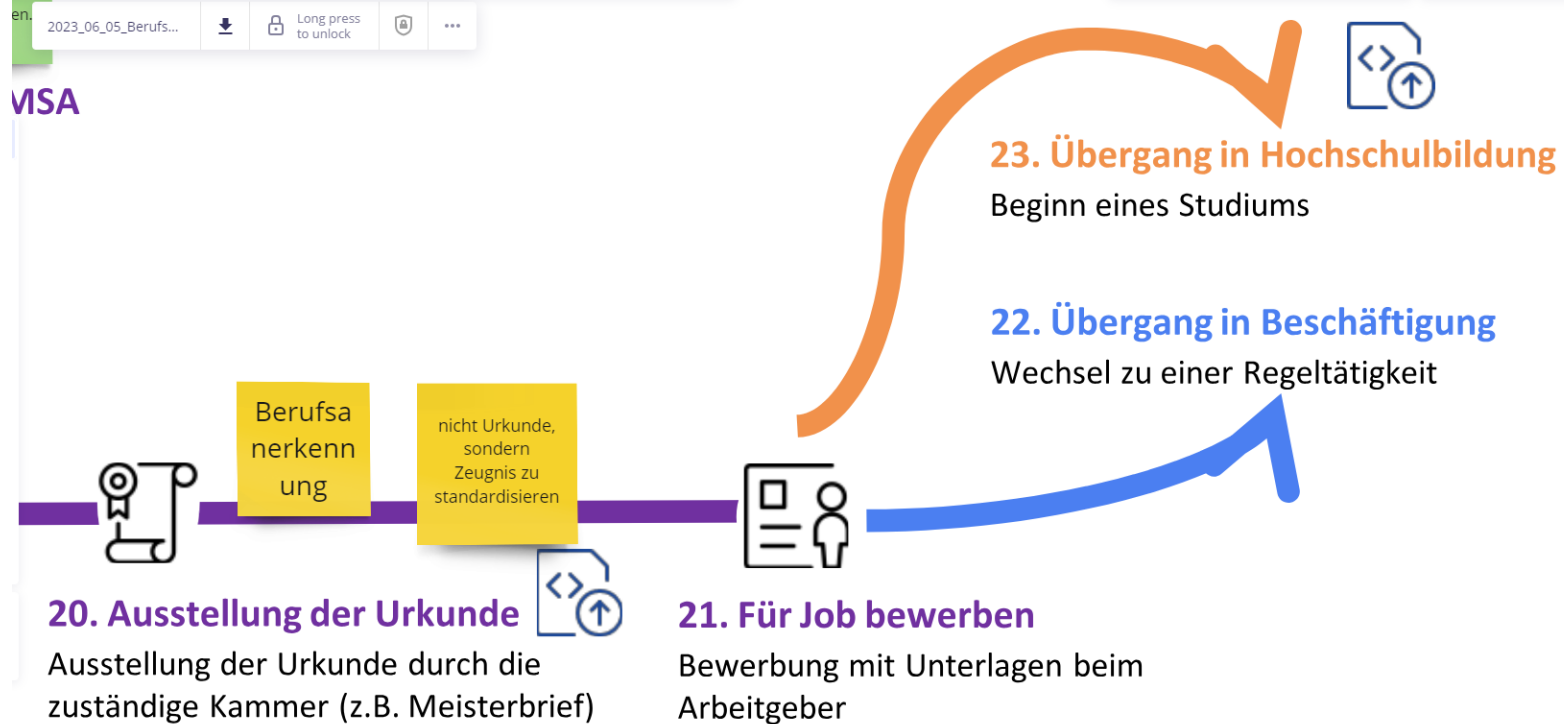 en.
2023_06_05_Berufs...
Long press
to unlock
MSA
23. Übergang in Hochschulbildung
Beginn eines Studiums
22. Übergang in Beschäftigung
Wechsel zu einer Regeltätigkeit
Berufsa
nerkenn
ung
nicht Urkunde,
sondern
Zeugnis zu
standardisieren
20. Ausstellung der Urkunde
Ausstellung der Urkunde durch die
zuständige Kammer (z.B. Meisterbrief)
21. Für Job bewerben
Bewerbung mit Unterlagen beim
Arbeitgeber